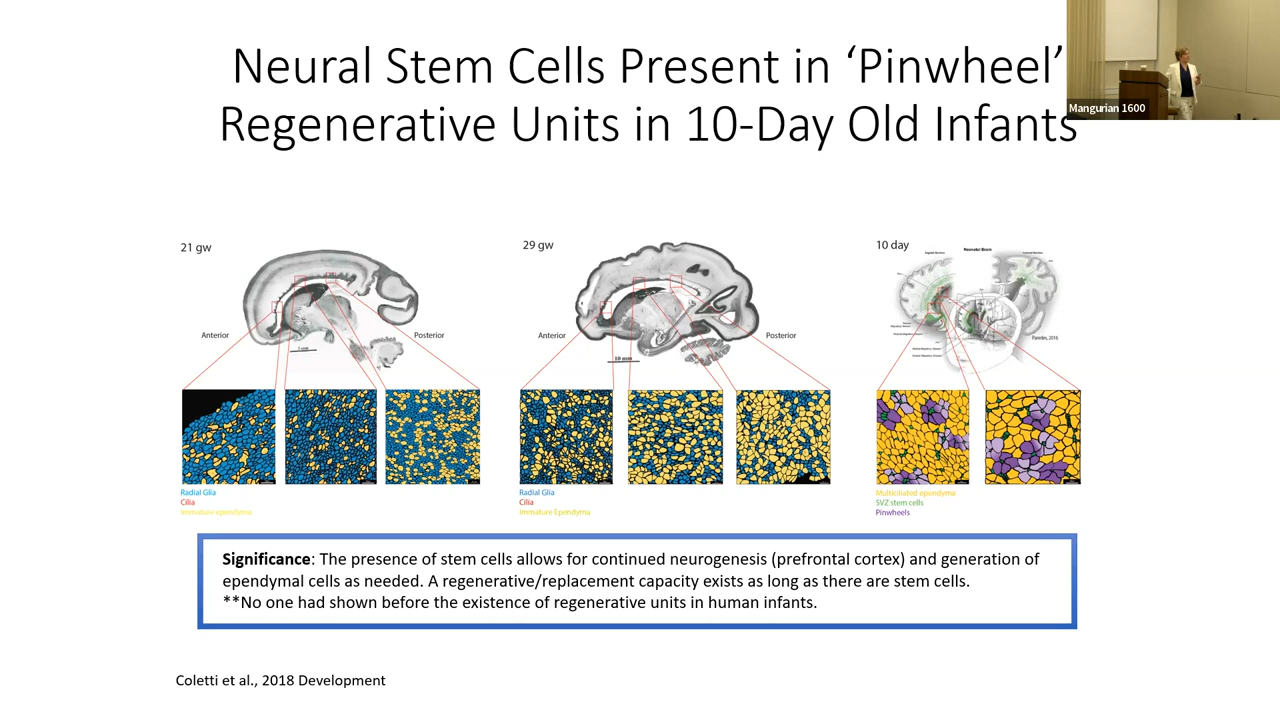 Neural Stem Cells Present in ‘Pinwheel’
Regenerative Units in 10-Day Old Infants
Mangurian 1600
21 gw
Anterior
Posterior
Radial Glia
Cilia
Immature ependyma
29 gw
Anterior
Posterior
10 mm
Radial Glia
Cilia
Immature Ependyma
10 day
Neonatal Brain
Paredes, 2016
Multiciliated ependyma
SVZ stem cells
Pinwheels
Significance: The presence of stem cells allows for continued neurogenesis (prefrontal cortex) and generation of
ependymal cells as needed. A regenerative/replacement capacity exists as long as there are stem cells.
**No one had shown before the existence of regenerative units in human infants.
Coletti et al., 2018 Development